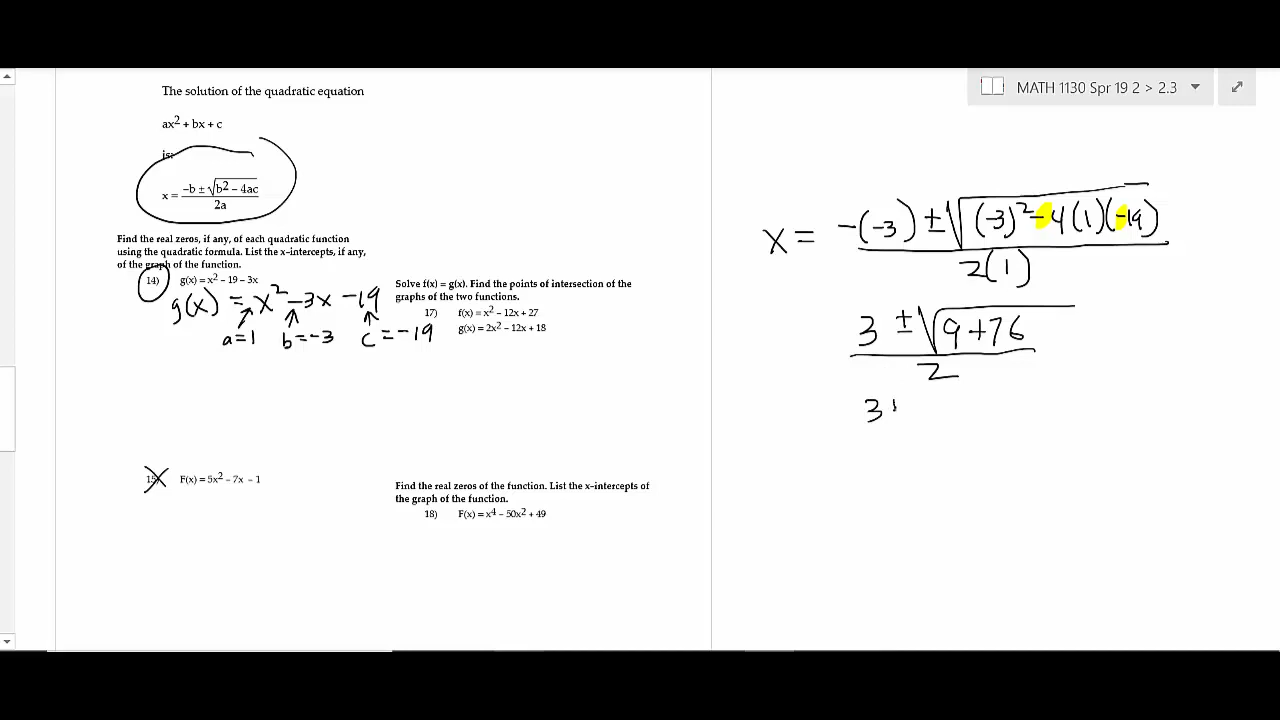 The solution of the quadratic equation
ax² + bx + c
is:
x = (-b ± √(b² – 4ac)) / 2a
Find the real zeros, if any, of each quadratic function
using the quadratic formula. List the x-intercepts, if any,
of the graph of the function.
14) g(x) = x² – 19 – 3x
g(x) = x² – 3x – 19
a = 1 b = -3 c = -19
15) F(x) = 5x² – 7x – 1
Solve f(x) = g(x). Find the points of intersection of the
graphs of the two functions.
17) f(x) = x² – 12x + 27
g(x) = 2x² – 12x + 18
Find the real zeros of the function. List the x-intercepts of
the graph of the function.
18) F(x) = x⁴ – 50x² + 49
MATH 1130 Spr 19 2 > 2.3
x = (-(-3) ± √((-3)² – 4(1)(-19))) / 2(1)
(3 ± √(9+76)) / 2
3